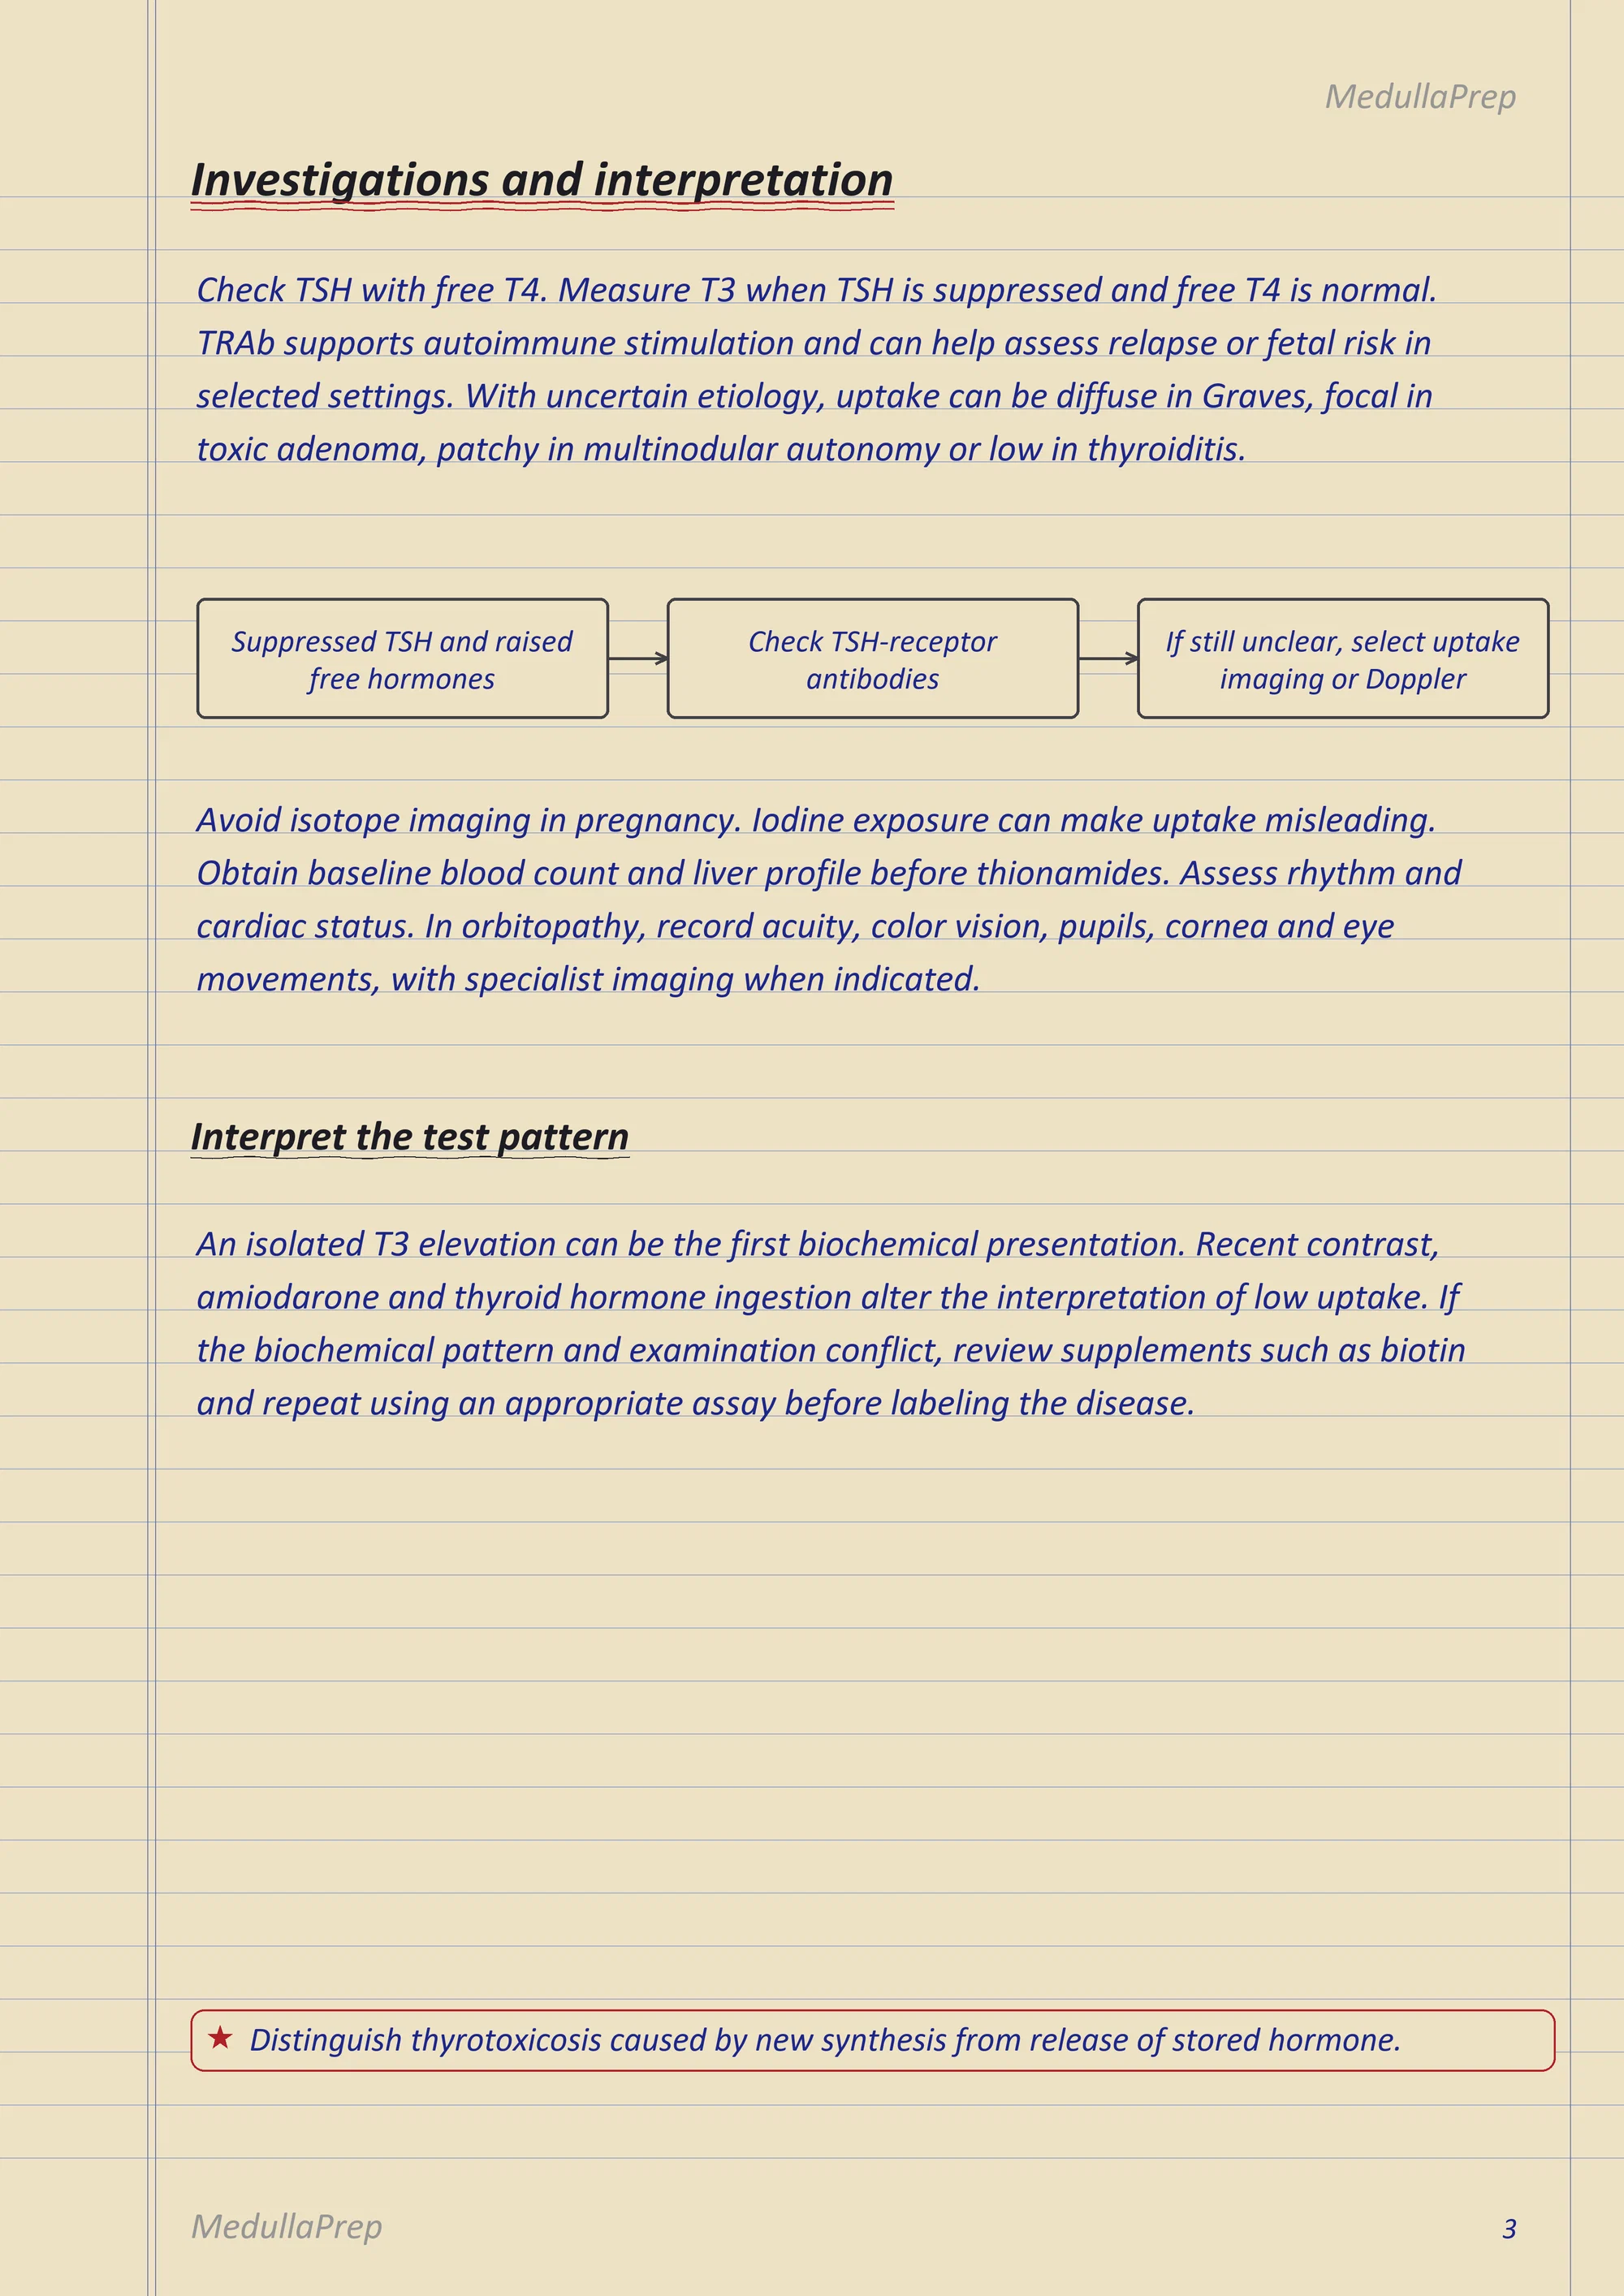 MedullaPrep
Investigations and interpretation
Check TSH with free T4. Measure T3 when TSH is suppressed and free T4 is normal.
TRAb supports autoimmune stimulation and can help assess relapse or fetal risk in
selected settings. With uncertain etiology, uptake can be diffuse in Graves, focal in
toxic adenoma, patchy in multinodular autonomy or low in thyroiditis.
Suppressed TSH and raised
free hormones
Check TSH-receptor
antibodies
If still unclear, select uptake
imaging or Doppler
Avoid isotope imaging in pregnancy. Iodine exposure can make uptake misleading.
Obtain baseline blood count and liver profile before thionamides. Assess rhythm and
cardiac status. In orbitopathy, record acuity, color vision, pupils, cornea and eye
movements, with specialist imaging when indicated.
Interpret the test pattern
An isolated T3 elevation can be the first biochemical presentation. Recent contrast,
amiodarone and thyroid hormone ingestion alter the interpretation of low uptake. If
the biochemical pattern and examination conflict, review supplements such as biotin
and repeat using an appropriate assay before labeling the disease.
★ Distinguish thyrotoxicosis caused by new synthesis from release of stored hormone.
MedullaPrep
3